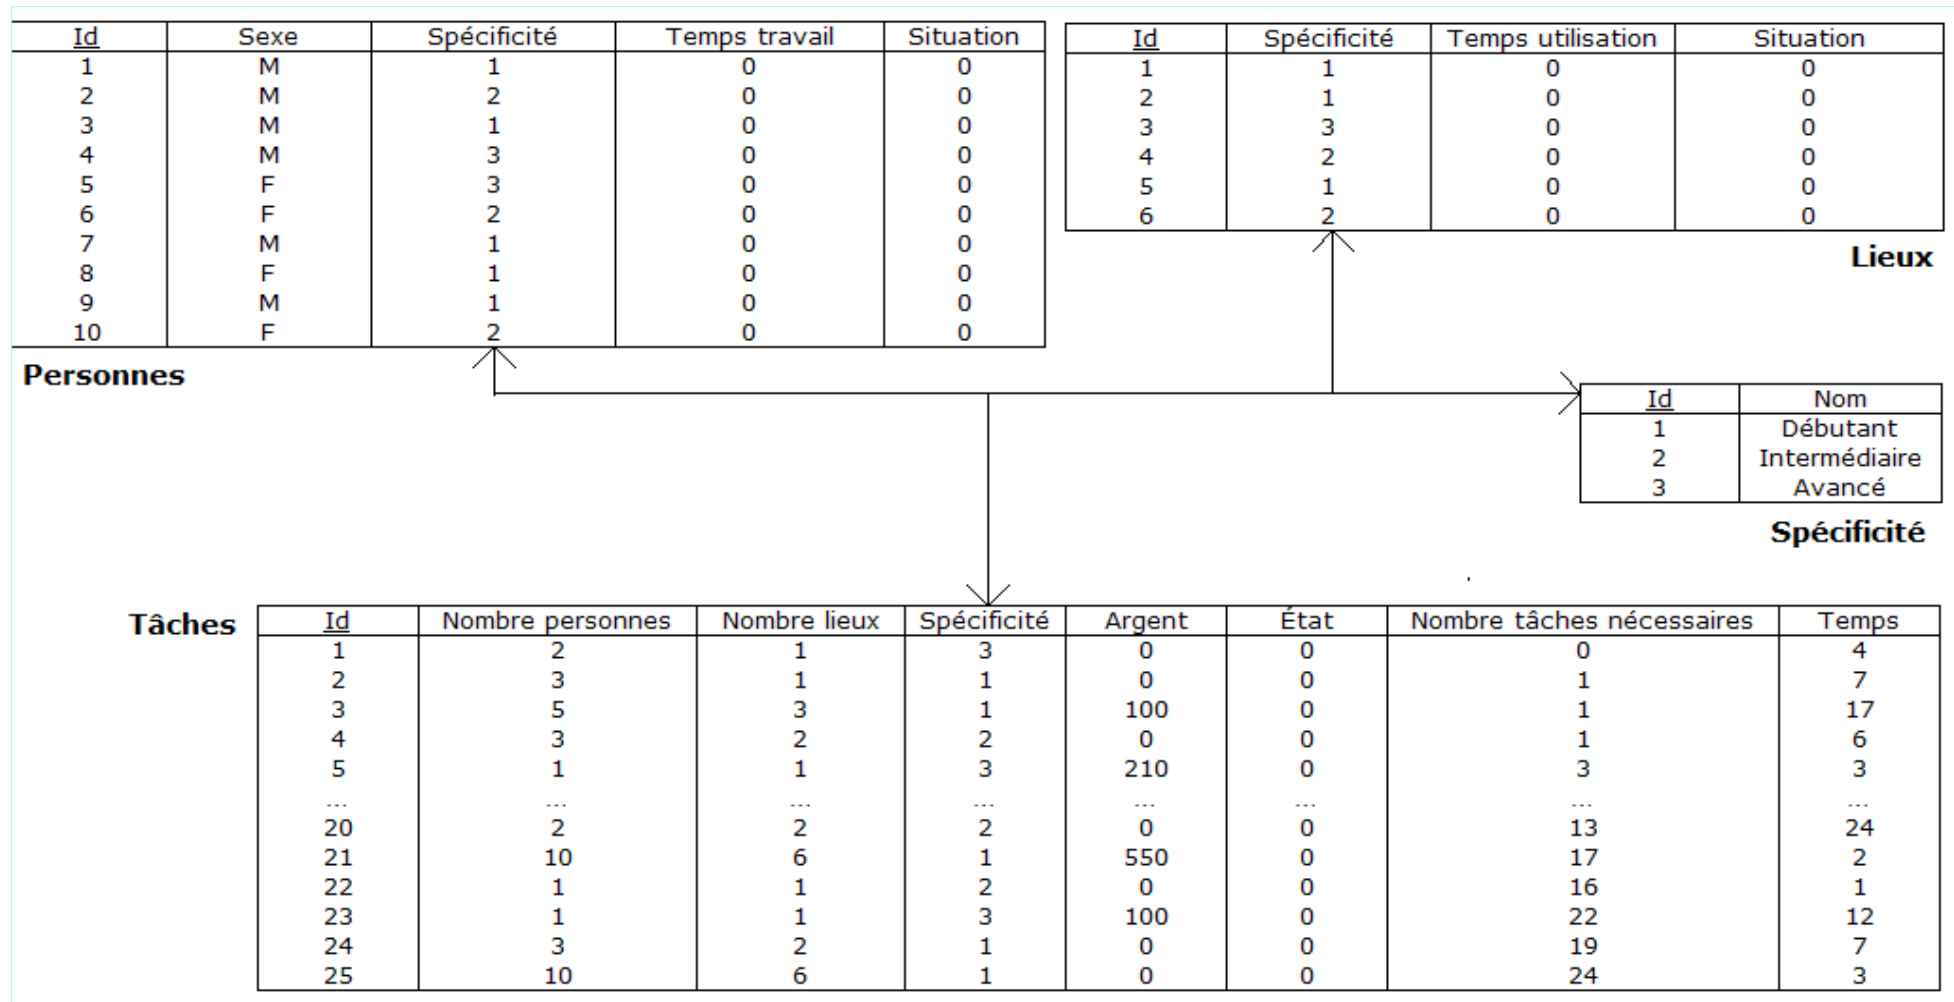 Id Sexe Spécificité Temps travail Situation
1 M 1 0 0
2 M 2 0 0
3 M 1 0 0
4 M 3 0 0
5 F 3 0 0
6 F 2 0 0
7 M 1 0 0
8 F 1 0 0
9 M 1 0 0
10 F 2 0 0
Personnes
Id Spécificité Temps utilisation Situation
1 1 0 0
2 1 0 0
3 3 0 0
4 2 0 0
5 1 0 0
6 2 0 0
Lieux
Id Nom
1 Débutant
2 Intermédiaire
3 Avancé
Spécificité
Tâches
Id Nombre personnes Nombre lieux Spécificité Argent État Nombre tâches nécessaires Temps
1 2 1 3 0 0 0 4
2 3 1 1 0 0 1 7
3 5 3 1 100 0 1 17
4 3 2 2 0 0 1 6
5 1 1 3 210 0 3 3
... ... ... ... ... ... ... ...
20 2 2 2 0 0 13 24
21 10 6 1 550 0 17 2
22 1 1 2 0 0 16 1
23 1 1 3 100 0 22 12
24 3 2 1 0 0 19 7
25 10 6 1 0 0 24 3